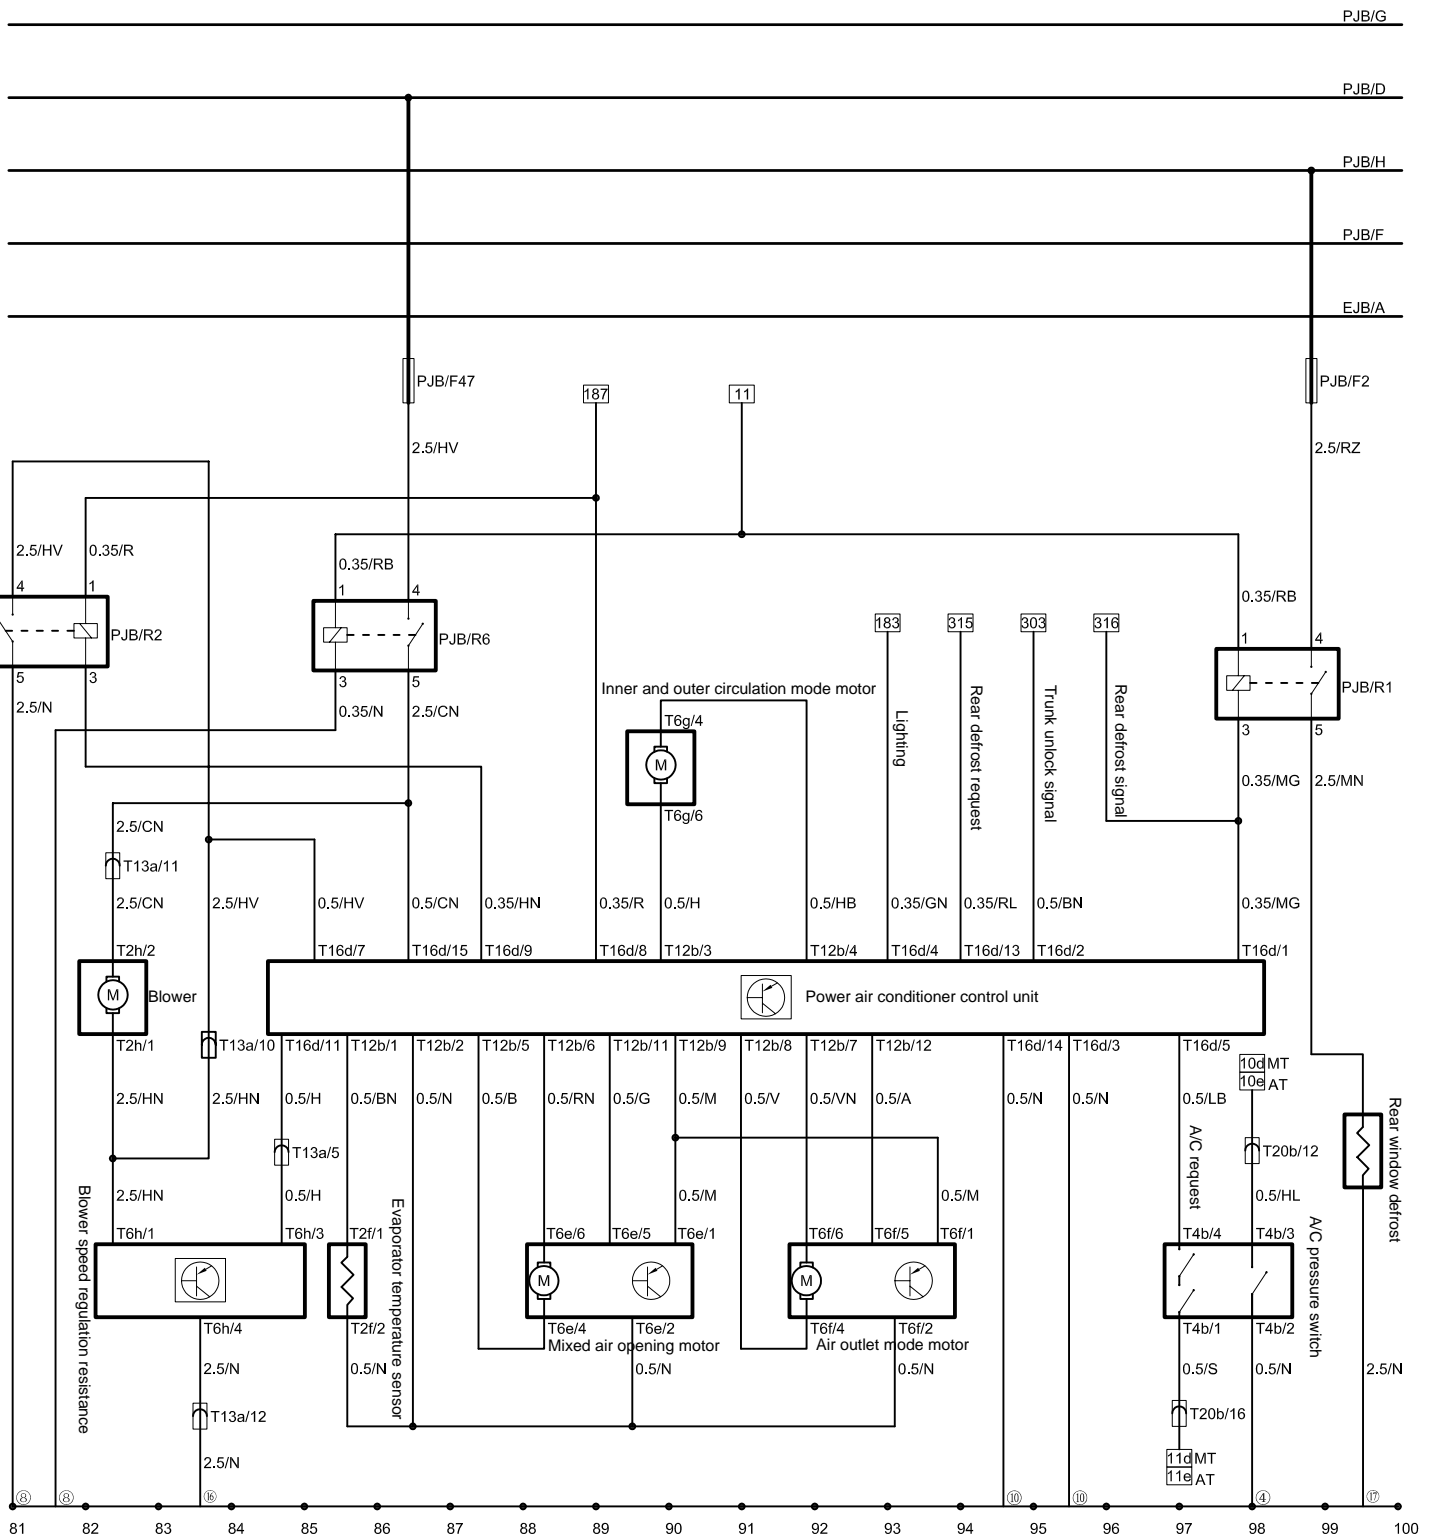 PJB/G
PJB/D
PJB/H
PJB/F
EJB/A
PJB/F47
PJB/F2
187
11
2.5/HV
2.5/RZ
2.5/HV
0.35/R
0.35/RB
0.35/RB
4
1
1
4
PJB/R2
PJB/R6
183
315
303
316
1
4
PJB/R1
5
3
3
5
2.5/N
0.35/N
2.5/CN
Inner and outer circulation mode motor
T6g/4
M
T6g/6
Lighting
Rear defrost request
Trunk unlock signal
Rear defrost signal
3
5
0.35/MG
2.5/MN
2.5/CN
T13a/11
2.5/CN
2.5/HV
0.5/HV
0.5/CN
0.35/HN
0.35/R
0.5/H
0.5/HB
0.35/GN
0.35/RL
0.5/BN
0.35/MG
T2h/2
T16d/7
T16d/15
T16d/9
T16d/8
T12b/3
T12b/4
T16d/4
T16d/13
T16d/2
T16d/1
M
Blower
Power air conditioner control unit
T2h/1
T13a/10
T16d/11
T12b/1
T12b/2
T12b/5
T12b/6
T12b/11
T12b/9
T12b/8
T12b/7
T12b/12
T16d/14
T16d/3
T16d/5
10d MT
10e AT
2.5/HN
2.5/HN
0.5/H
0.5/BN
0.5/N
0.5/B
0.5/RN
0.5/G
0.5/M
0.5/V
0.5/VN
0.5/A
0.5/N
0.5/N
0.5/LB
A/C request
T13a/5
T20b/12
Rear window defrost
2.5/HN
0.5/H
0.5/M
0.5/M
0.5/HL
Blower speed regulation resistance
Evaporator temperature sensor
A/C pressure switch
T6h/1
T6h/3
T2f/1
T6e/6
T6e/5
T6e/1
T6f/6
T6f/5
T6f/1
T4b/4
T4b/3
M
M
T6h/4
T2f/2
T6e/4
T6e/2
T6f/4
T6f/2
T4b/1
T4b/2
Mixed air opening motor
Air outlet mode motor
2.5/N
0.5/N
0.5/N
0.5/N
0.5/S
0.5/N
2.5/N
T13a/12
T20b/16
2.5/N
11d MT
11e AT
⑧
⑧
⑯
⑩
⑩
④
⑰
81
82
83
84
85
86
87
88
89
90
91
92
93
94
95
96
97
98
99
100